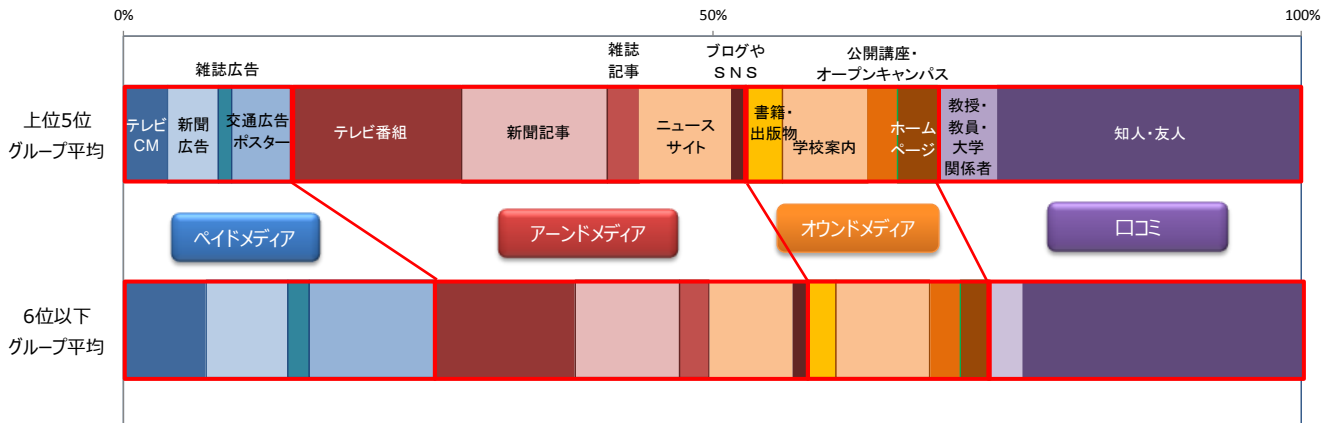 0%
50%
100%
雑誌広告
雑誌
記事
ブログや
ＳＮＳ
公開講座・
オープンキャンパス
上位5位
グループ平均
テレビ
CM
新聞
広告
交通広告
ポスター
テレビ番組
新聞記事
ニュース
サイト
書籍・
出版物
学校案内
ホーム
ページ
教授・
教員・
大学
関係者
知人・友人
ペイドメディア
アーンドメディア
オウンドメディア
口コミ
6位以下
グループ平均